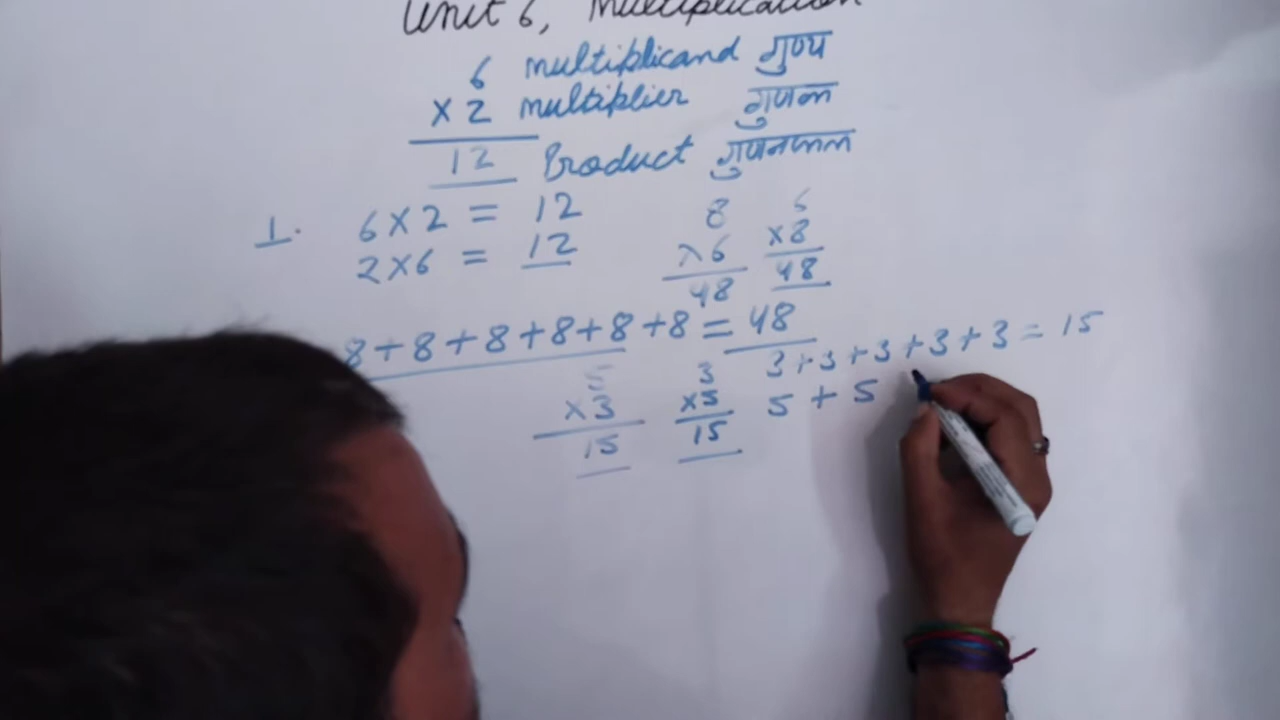 Unit 6, Multiplication
6 multiplicand गुण्य
× 2 multiplier गुणक
12 Product गुणनफल
1. 6 × 2 = 12
2 × 6 = 12
8
× 6
48
6
× 8
48
8 + 8 + 8 + 8 + 8 + 8 = 48
5
× 3
15
3
× 5
15
3 + 3 + 3 + 3 + 3 = 15
5 + 5